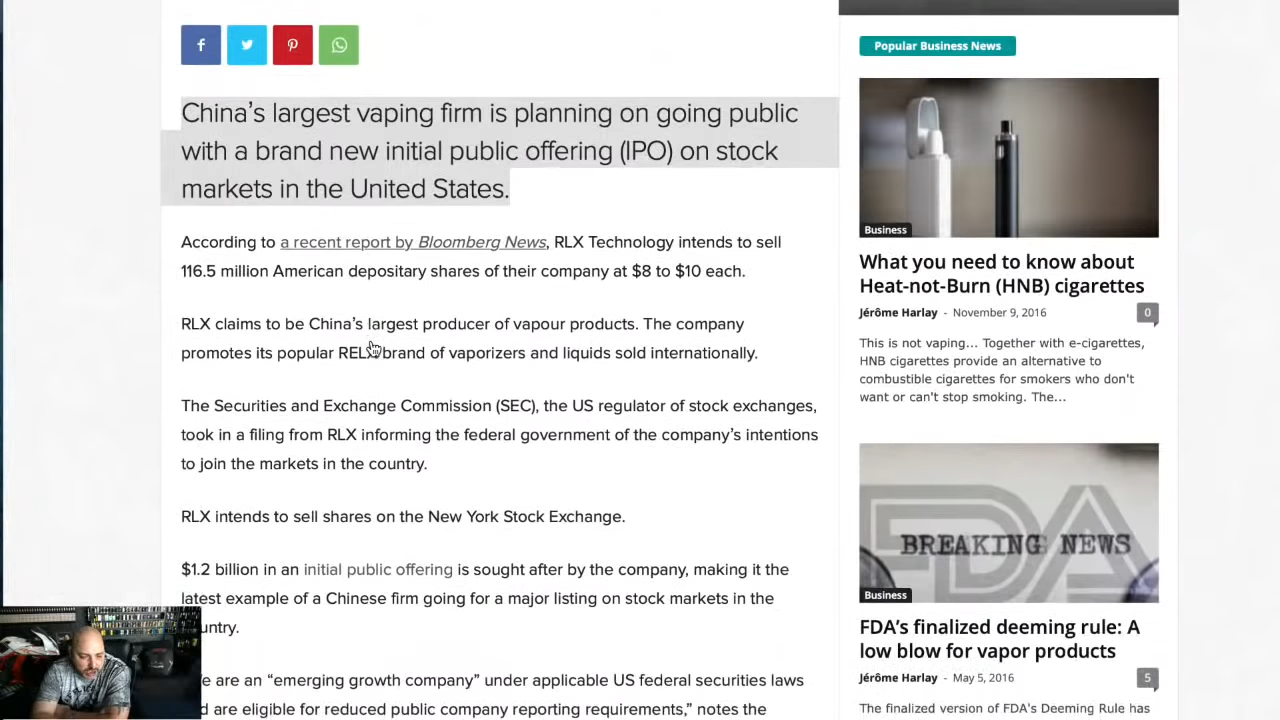 China's largest vaping firm is planning on going public
with a brand new initial public offering (IPO) on stock
markets in the United States.
According to a recent report by Bloomberg News, RLX Technology intends to sell
116.5 million American depositary shares of their company at $8 to $10 each.
RLX claims to be China's largest producer of vapour products. The company
promotes its popular RELX brand of vaporizers and liquids sold internationally.
The Securities and Exchange Commission (SEC), the US regulator of stock exchanges,
took in a filing from RLX informing the federal government of the company's intentions
to join the markets in the country.
RLX intends to sell shares on the New York Stock Exchange.
$1.2 billion in an initial public offering is sought after by the company, making it the
latest example of a Chinese firm going for a major listing on stock markets in the
are an "emerging growth company" under applicable US federal securities laws
are eligible for reduced public company reporting requirements," notes the
Popular Business News
Business
What you need to know about
Heat-not-Burn (HNB) cigarettes
Jérôme Harlay - November 9, 2016 0
This is not vaping... Together with e-cigarettes,
HNB cigarettes provide an alternative to
combustible cigarettes for smokers who don't
want or can't stop smoking. The...
FDA
BREAKING NEWS
Business
FDA's finalized deeming rule: A
low blow for vapor products
Jérôme Harlay - May 5, 2016 5
The finalized version of FDA's Deeming Rule has